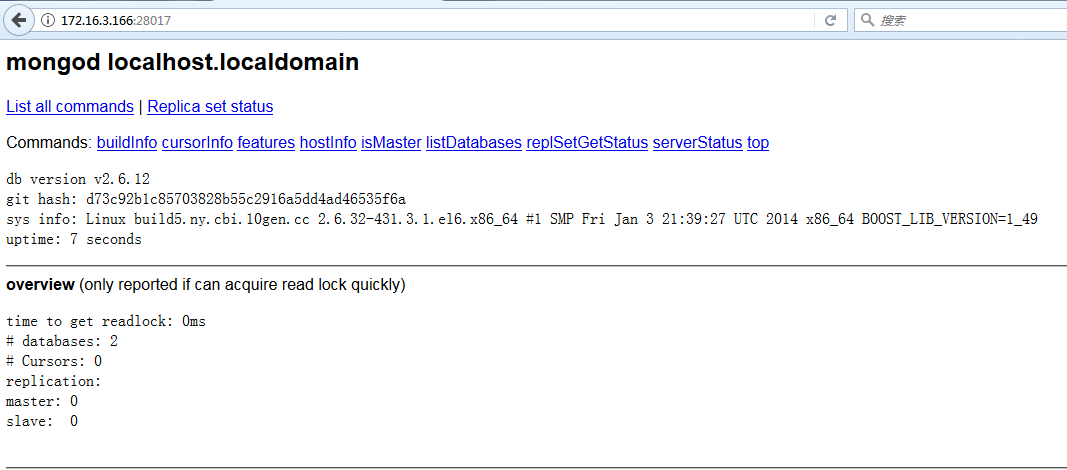 172.16.3.166:28017
搜索
mongod localhost.localdomain
List all commands | Replica set status
Commands: buildInfo cursorInfo features hostInfo isMaster listDatabases replSetGetStatus serverStatus top
db version v2.6.12
git hash: d73c92b1c85703828b55c2916a5dd4ad46535f6a
sys info: Linux build5.ny.cbi.10gen.cc 2.6.32-431.3.1.el6.x86_64 #1 SMP Fri Jan 3 21:39:27 UTC 2014 x86_64 BOOST_LIB_VERSION=1_49
uptime: 7 seconds
overview (only reported if can acquire read lock quickly)
time to get readlock: 0ms
# databases: 2
# Cursors: 0
replication:
master: 0
slave:  0